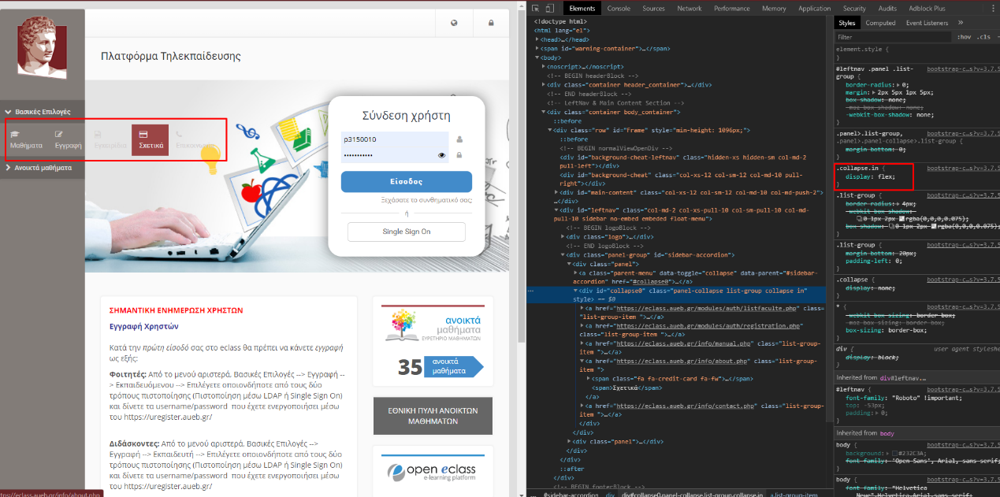 Πλατφόρμα Τηλεκπαίδευσης
Βασικές Επιλογές
Μαθήματα
Εγγραφή
Εγχειρίδια
Σχετικά
Επικοινωνία
Ανοικτά μαθήματα
Σύνδεση χρήστη
p3150010
•••••••••••
Είσοδος
Ξεχάσατε το συνθηματικό σας;
ή
Single Sign On
ΣΗΜΑΝΤΙΚΗ ΕΝΗΜΕΡΩΣΗ ΧΡΗΣΤΩΝ
Εγγραφή Χρηστών
Κατά την πρώτη είσοδό σας στο eclass θα πρέπει να κάνετε εγγραφή
ως εξής:
Φοιτητές: Από το μενού αριστερά, Βασικές Επιλογές --> Εγγραφή --
> Εκπαιδευόμενου --> Επιλέγετε οποιονδήποτε από τους δύο
τρόπους πιστοποίησης (Πιστοποίηση μέσω LDAP ή Single Sign On)
και δίνετε τα username/password που έχετε ενεργοποιήσει μέσω
του https://uregister.aueb.gr/
Διδάσκοντες: Από το μενού αριστερά, Βασικές Επιλογές -->
Εγγραφή --> Εκπαιδευτή --> Επιλέγετε οποιονδήποτε από τους δύο
τρόπους πιστοποίησης (Πιστοποίηση μέσω LDAP ή Single Sign On)
και δίνετε τα username/password που έχετε ενεργοποιήσει μέσω
του https://uregister.aueb.gr/
ανοικτά
μαθήματα
ΕΥΡΕΤΗΡΙΟ ΜΑΘΗΜΑΤΩΝ
35 ανοικτά
μαθήματα
ΕΘΝΙΚΗ ΠΥΛΗ ΑΝΟΙΚΤΩΝ
ΜΑΘΗΜΑΤΩΝ
open eclass
e-learning platform
ttps://eclass.aueb.gr/info/about.php
Elements Console Sources Network Performance Memory Application Security Audits Adblock Plus
<!doctype html>
<html lang="el">
<head>…</head>
<span id="warning-container">…</span>
<body>
<noscript>…</noscript>
<!-- BEGIN headerBlock -->
<div class="container header_container">…</div>
<!-- END headerBlock -->
<!-- LeftNav & Main Content Section -->
<div class="container body_container">
::before
<div class="row" id="Frame" style="min-height: 1096px;">
::before
<!-- BEGIN normalViewOpenDiv -->
<div id="background-cheat-leftnav" class="hidden-xs hidden-sm col-md-2
pull-left"></div>
<div id="background-cheat" class="col-xs-12 col-sm-12 col-md-10 pull-
right"></div>
<div id="main-content" class="col-xs-12 col-sm-12 col-md-10 col-md-push-2">
…</div>
<div id="leftnav" class="col-md-2 col-xs-pull-10 col-sm-pull-10 col-md-
pull-10 sidebar no-embed embeded float-menu">
<!-- BEGIN logoBlock -->
<div class="logo">…</div>
<!-- END logoBlock -->
<div class="panel-group" id="sidebar-accordion">
<div class="panel">
<a class="parent-menu" data-toggle="collapse" data-parent="#sidebar-
accordion" href="#collapse0">…</a>
<div id="collapse0" class="panel-collapse list-group collapse in"
style> == $0
<a href="https://eclass.aueb.gr/modules/auth/listfaculte.php" class=
"list-group-item ">…</a>
<a href="https://eclass.aueb.gr/modules/auth/registration.php"
class="list-group-item ">…</a>
<a href="https://eclass.aueb.gr/info/manual.php" class="list-group-
item ">…</a>
<a href="https://eclass.aueb.gr/info/about.php" class="list-group-
item ">
<span class="fa fa-credit-card fa-fw">…</span>
<span>Σχετικά</span>
</a>
<a href="https://eclass.aueb.gr/info/contact.php" class="list-group-
item ">…</a>
</div>
</div>
<div class="panel">…</div>
</div>
</div>
::after
</div>
<!-- BEGIN footerBlock -->
… #sidebar-accordion div div#collapse0.panel-collapse.list-group.collapse.in a.list-group-item
Styles Computed Event Listeners »
Filter :hov .cls
element.style {
}
#leftnav .panel .list- bootstrap-c…s?v=3.7.5
group {
border-radius: 0;
margin: 2px 5px 1px 5px;
box-shadow: none;
-moz-box-shadow: none;
-webkit-box-shadow: none;
}
.panel>.list-group, bootstrap-c…s?v=3.7.5
.panel>.panel-collapse>.list-group {
margin-bottom: 0;
}
.collapse.in { bootstrap-c…s?v=3.7.5
display: flex;
}
.list-group { bootstrap-c…s?v=3.7.5
border-radius: 4px;
-webkit-box-shadow:
0 1px 2px rgba(0,0,0,0.075);
box-shadow: 0 1px 2px rgba(0,0,0,0.075);
}
.list-group { bootstrap-c…s?v=3.7.5
margin-bottom: 20px;
padding-left: 0;
}
.collapse { bootstrap-c…s?v=3.7.5
display: none;
}
* { bootstrap-c…s?v=3.7.5
-webkit-box-sizing: border-box;
-moz-box-sizing: border-box;
box-sizing: border-box;
}
div { user agent styleshe
display: block;
}
Inherited from div#leftnav.…
#leftnav { bootstrap-c…s?v=3.7.5
font-family: "Roboto" !important;
top: -53px;
padding: 0;
}
Inherited from body
body { bootstrap-c…s?v=3.7.5
background: #232C3A;
font-family: 'Open Sans', Arial, sans-serif;
}
body { bootstrap-c…s?v=3.7.5
font-family: "Helvetica
Neue",Helvetica,Arial,sans-serif;